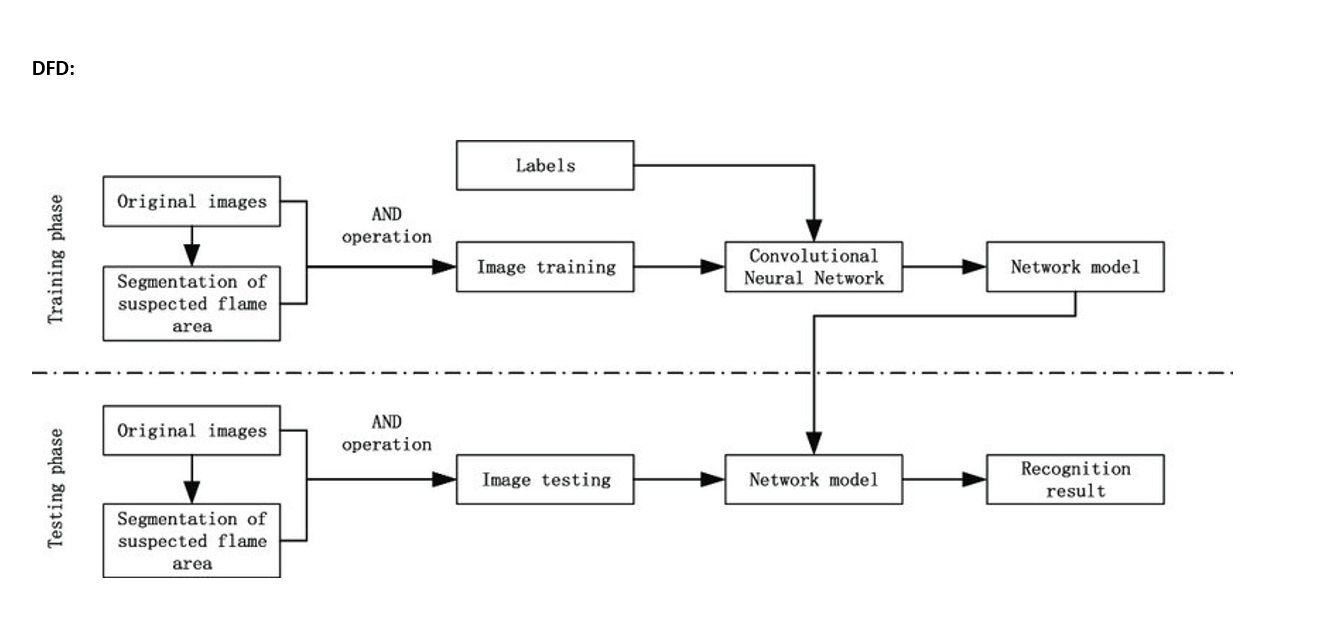 DFD:
Training phase
Labels
Original images
AND
operation
Segmentation of
suspected flame
area
Image training
Convolutional
Neural Network
Network model
Testing phase
Original images
AND
operation
Segmentation of
suspected flame
area
Image testing
Network model
Recognition
result